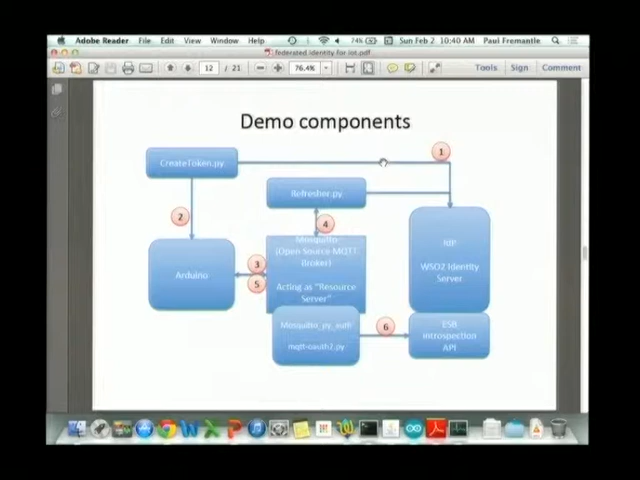 Adobe Reader File Edit View Window Help 74% Sun Feb 2 10:40 AM Paul Fremantle
federated identity for iot.pdf
12 / 21 76.4% Tools Sign Comment
Demo components
1
CreateToken.py
Refresher.py
2
4
Mosquitto
(Open Source MQTT
Broker)
Acting as "Resource
Server"
IdP
WSO2 Identity
Server
Arduino
3
5
Mosquitto_py_auth
mqtt-oauth2.py
6
ESB
introspection
API